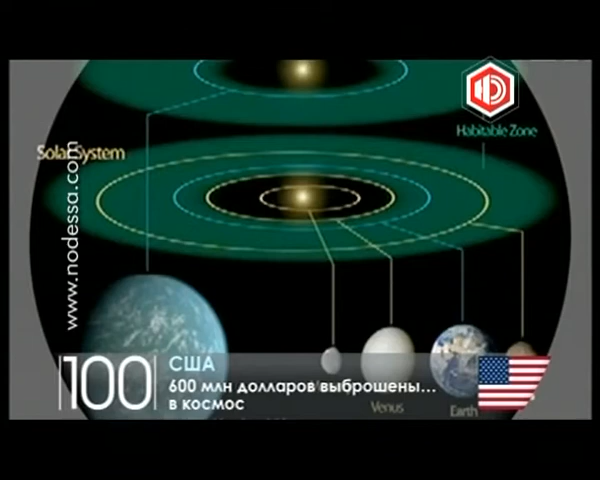 Habitable Zone
Solar System
www.nodessa.com
100
США
600 млн долларов выброшены...
в космос
Venus
Earth